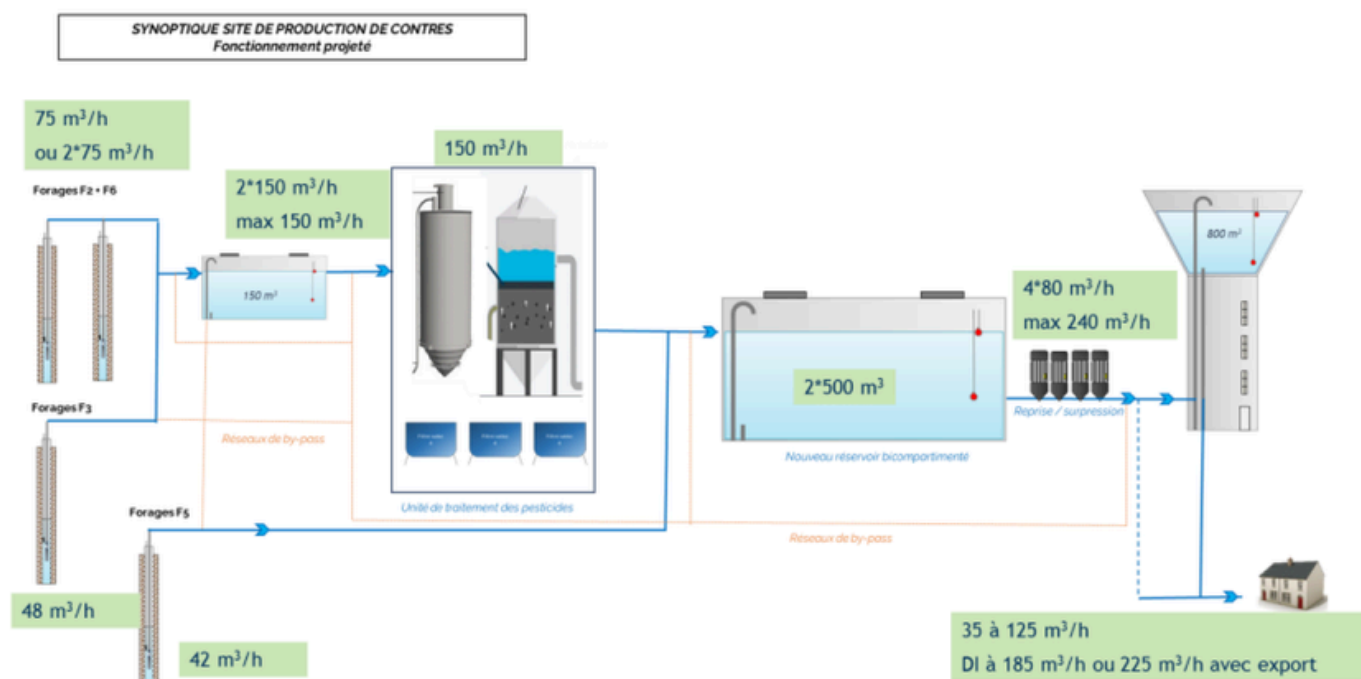 SYNOPTIQUE SITE DE PRODUCTION DE CONTRES
Fonctionnement projeté
75 m³/h
ou 2*75 m³/h
Forages F2 + F6
2*150 m³/h
max 150 m³/h
150 m³/h
150 m³
800 m³
4*80 m³/h
max 240 m³/h
2*500 m³
Forages F3
Réseaux de by-pass
Reprise / surpression
Nouveau réservoir bicompartimenté
Unité de traitement des pesticides
Forages F5
Réseaux de by-pass
48 m³/h
42 m³/h
35 à 125 m³/h
DI à 185 m³/h ou 225 m³/h avec export